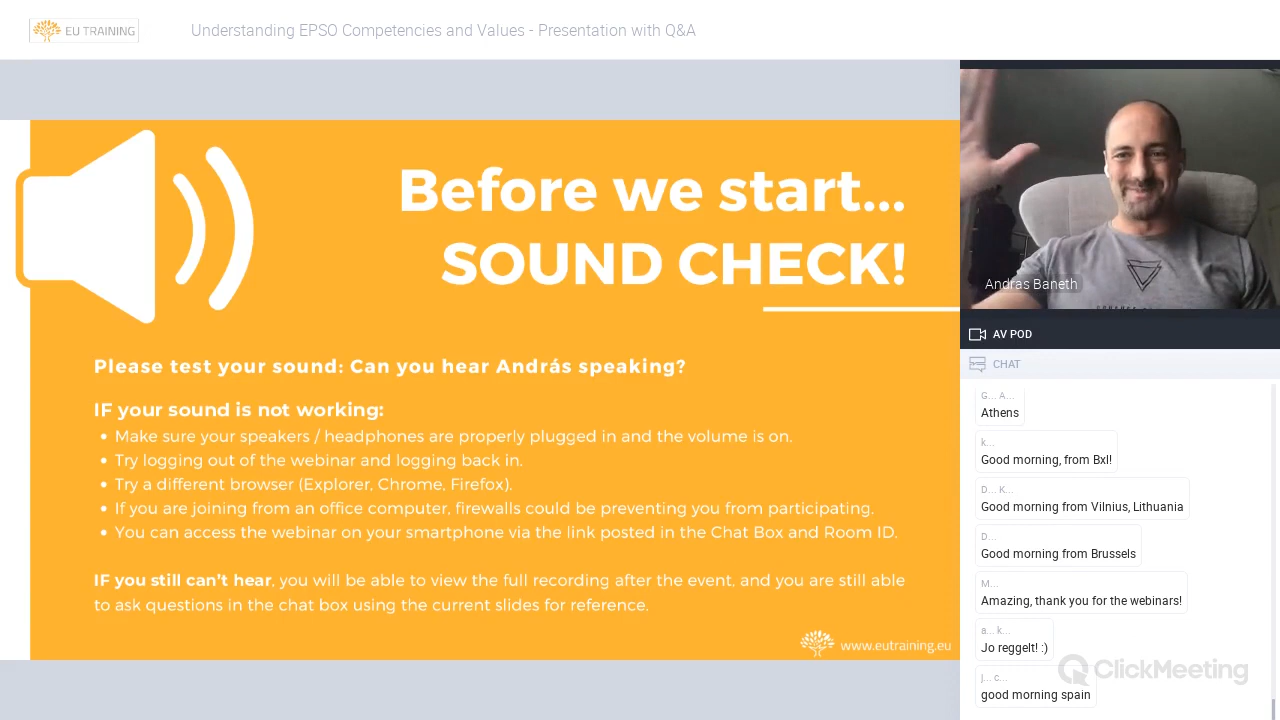 EU TRAINING
Understanding EPSO Competencies and Values - Presentation with Q&A
Before we start...
SOUND CHECK!
Please test your sound: Can you hear András speaking?
IF your sound is not working:
• Make sure your speakers / headphones are properly plugged in and the volume is on.
• Try logging out of the webinar and logging back in.
• Try a different browser (Explorer, Chrome, Firefox).
• If you are joining from an office computer, firewalls could be preventing you from participating.
• You can access the webinar on your smartphone via the link posted in the Chat Box and Room ID.
IF you still can't hear, you will be able to view the full recording after the event, and you are still able
to ask questions in the chat box using the current slides for reference.
www.eutraining.eu
Andras Baneth
AV POD
CHAT
G... A...
Athens
k...
Good morning, from Bxl!
D... K...
Good morning from Vilnius, Lithuania
D...
Good morning from Brussels
M...
Amazing, thank you for the webinars!
a... k...
Jo reggelt! :)
j... c...
good morning spain
ClickMeeting